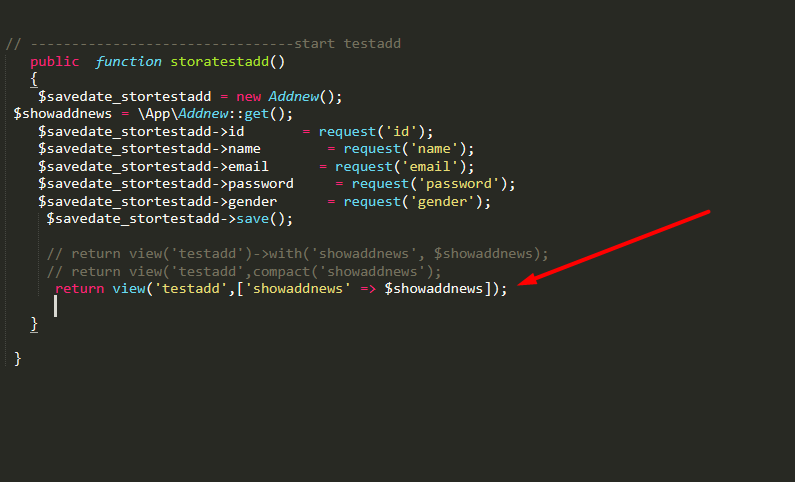 // --------------------------------start testadd
public  function storatestadd()
{
$savedate_stortestadd = new Addnew();
$showaddnews = \App\Addnew::get();
$savedate_stortestadd->id       = request('id');
$savedate_stortestadd->name        = request('name');
$savedate_stortestadd->email      = request('email');
$savedate_stortestadd->password     = request('password');
$savedate_stortestadd->gender      = request('gender');
$savedate_stortestadd->save();
// return view('testadd')->with('showaddnews', $showaddnews);
// return view('testadd',compact('showaddnews');
return view('testadd',['showaddnews' => $showaddnews]);
}
}